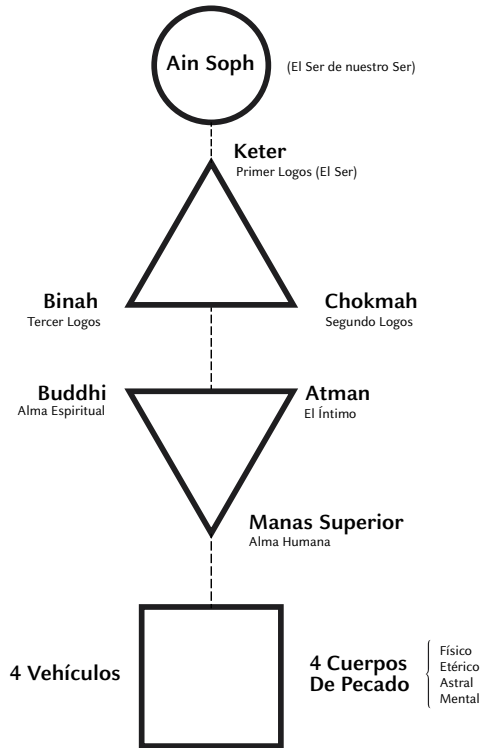 Ain Soph
(El Ser de nuestro Ser)
Keter
Primer Logos (El Ser)
Binah
Tercer Logos
Chokmah
Segundo Logos
Buddhi
Alma Espiritual
Atman
El Íntimo
Manas Superior
Alma Humana
4 Vehículos
4 Cuerpos
De Pecado
Físico
Etérico
Astral
Mental